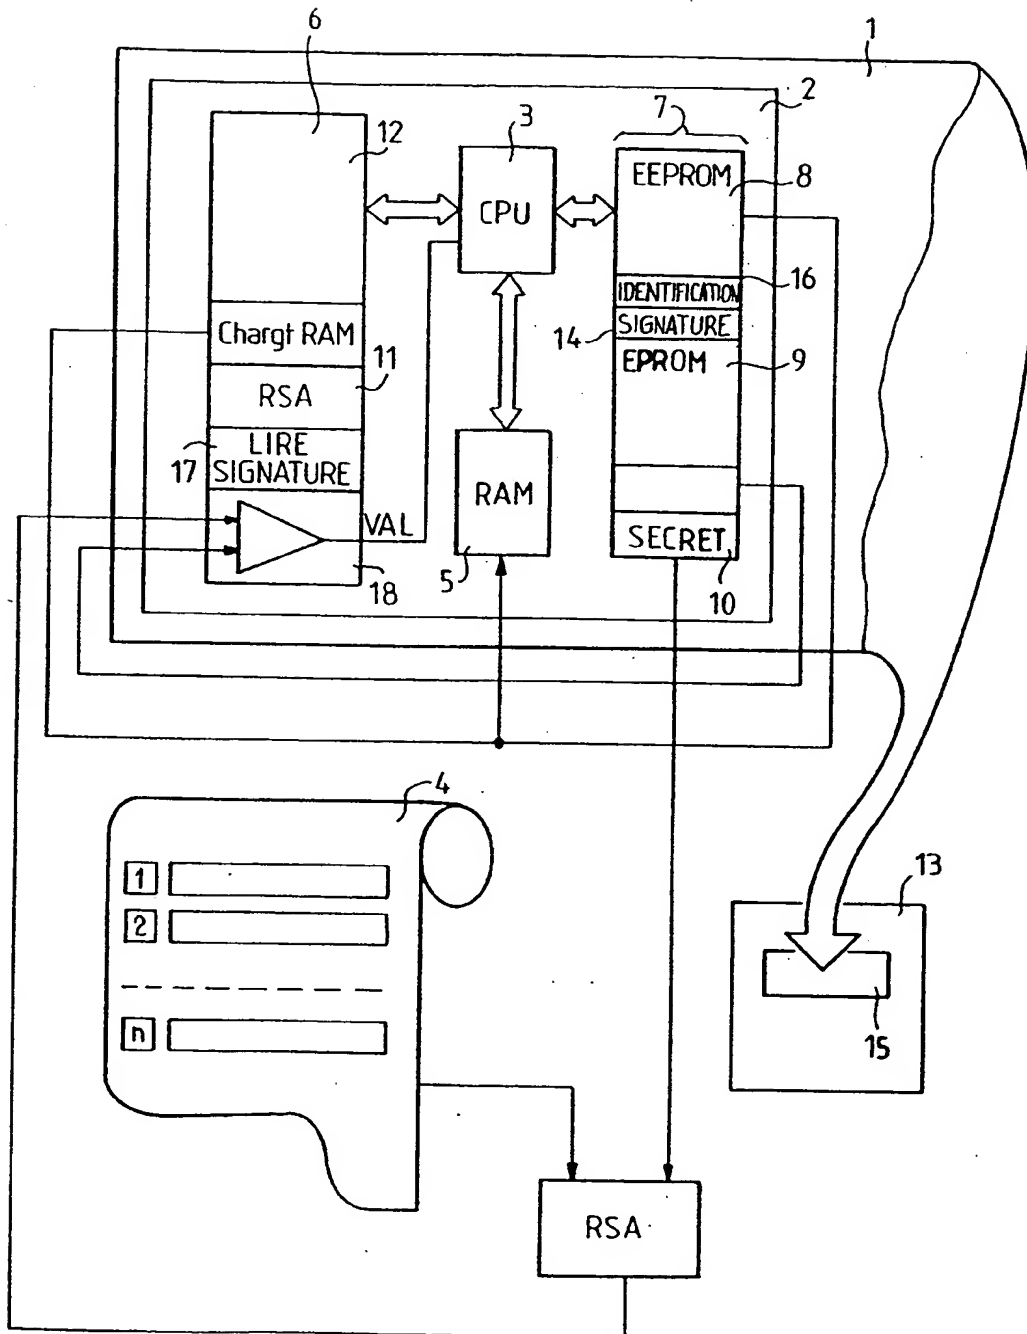 6
1
2
12
3
7
CPU
EEPROM
8
IDENTIFICATION
16
SIGNATURE
14
EPROM
9
Chargt RAM
11
RSA
17
LIRE
SIGNATURE
RAM
5
VAL
18
SECRET
10
4
1
2
n
13
15
RSA